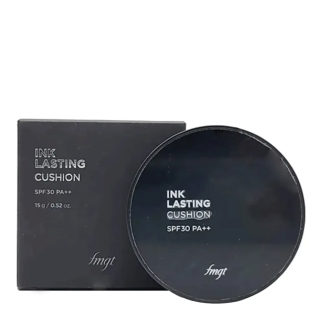 INK
LASTING
CUSHION
SPF30 PA++
15 g / 0.52 oz.
fmgt
INK
LASTING
CUSHION
SPF30 PA++
fmgt